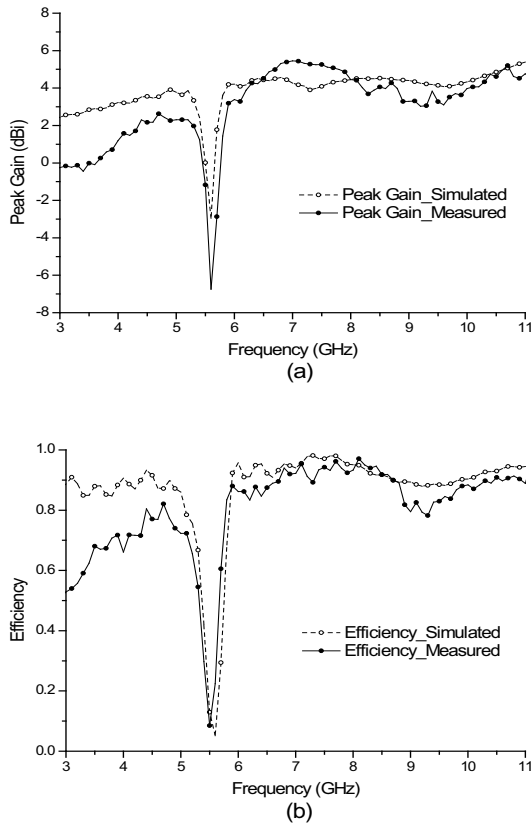 8
6
4
2
0
-2
-4
-6
-8
Peak Gain (dBi)
Peak Gain_Simulated
Peak Gain_Measured
3 4 5 6 7 8 9 10 11
Frequency (GHz)
(a)
1.0
0.8
0.6
0.4
0.2
0.0
Efficiency
Efficiency_Simulated
Efficiency_Measured
3 4 5 6 7 8 9 10 11
Frequency (GHz)
(b)